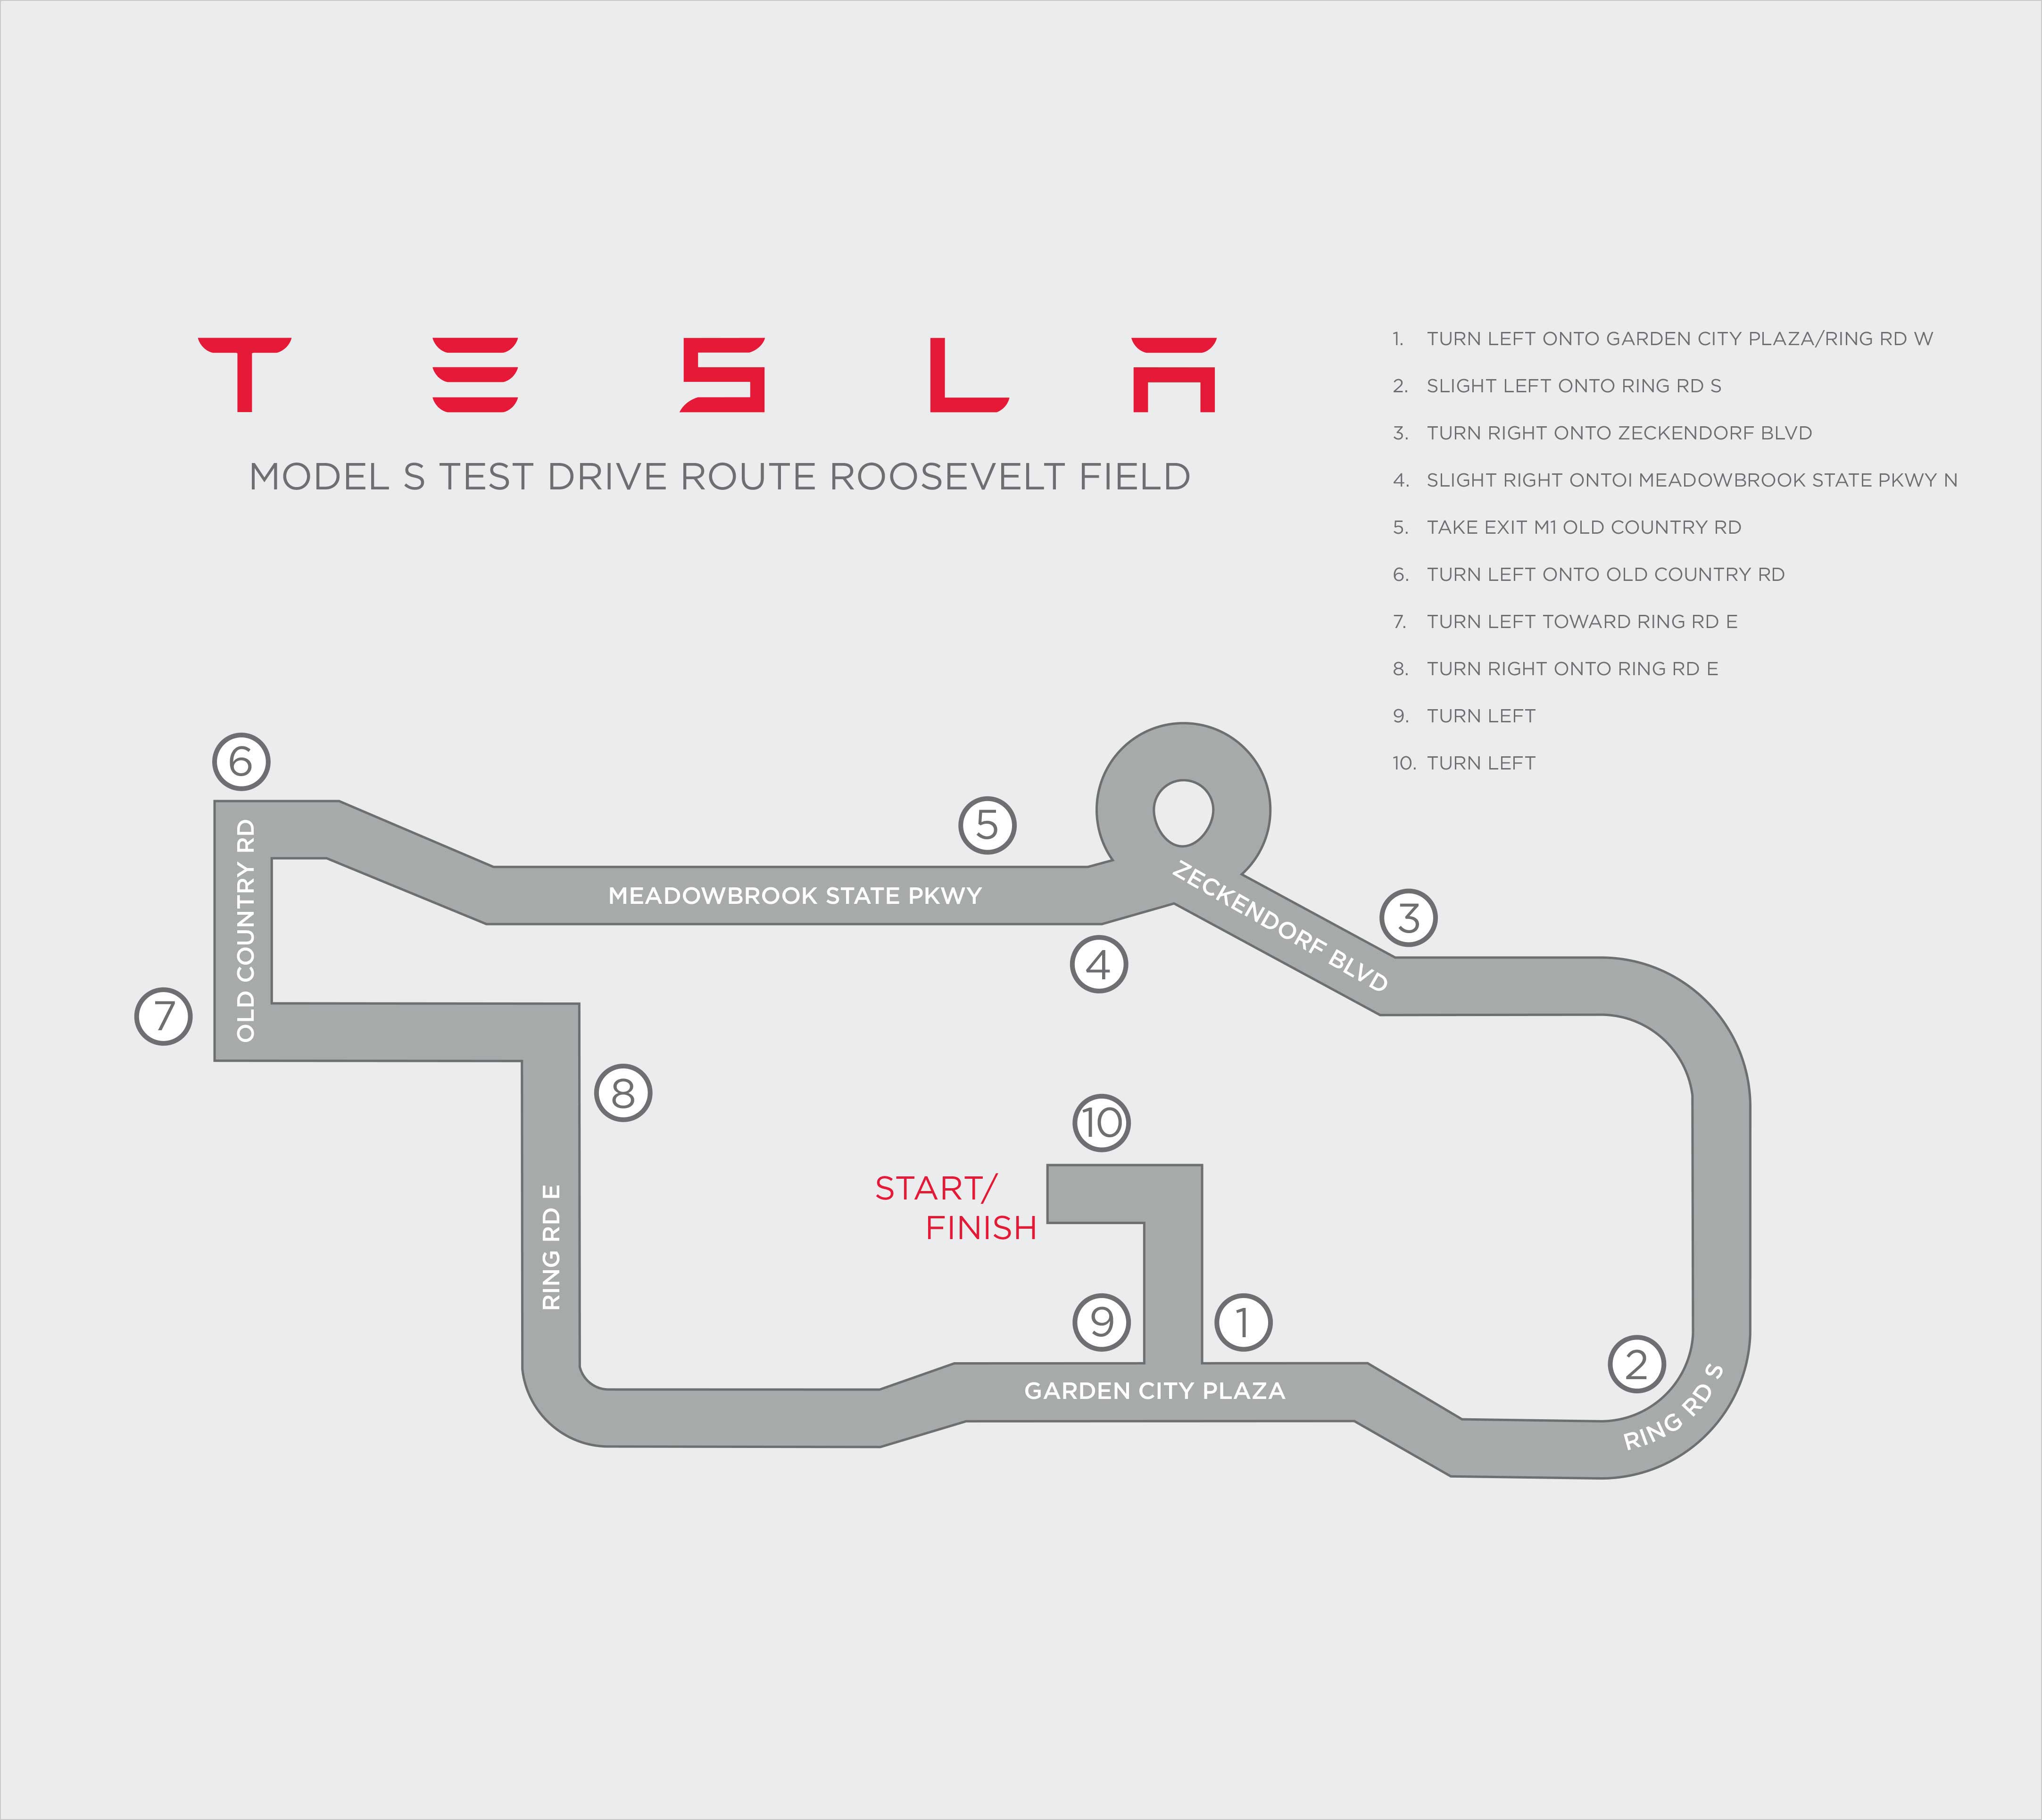 TESLA
MODEL S TEST DRIVE ROUTE ROOSEVELT FIELD
1. TURN LEFT ONTO GARDEN CITY PLAZA/RING RD W
2. SLIGHT LEFT ONTO RING RD S
3. TURN RIGHT ONTO ZECKENDORF BLVD
4. SLIGHT RIGHT ONTOI MEADOWBROOK STATE PKWY N
5. TAKE EXIT M1 OLD COUNTRY RD
6. TURN LEFT ONTO OLD COUNTRY RD
7. TURN LEFT TOWARD RING RD E
8. TURN RIGHT ONTO RING RD E
9. TURN LEFT
10. TURN LEFT
6
5
MEADOWBROOK STATE PKWY
ZECKENDORF BLVD
3
4
OLD COUNTRY RD
7
8
10
START/
FINISH
RING RD E
9
1
2
GARDEN CITY PLAZA
RING RD S